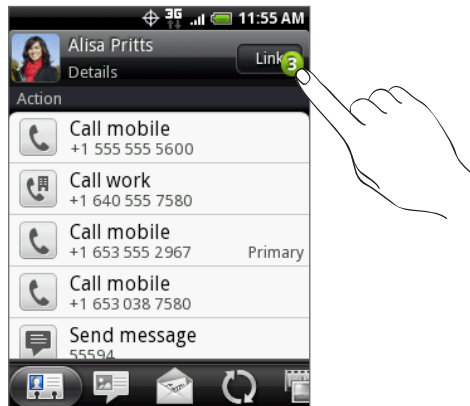 3G 11:55 AM
Alisa Pritts
Details
Link
3
Action
Call mobile
+1 555 555 5600
Call work
+1 640 555 7580
Call mobile
+1 653 555 2967 Primary
Call mobile
+1 653 038 7580
Send message
55594